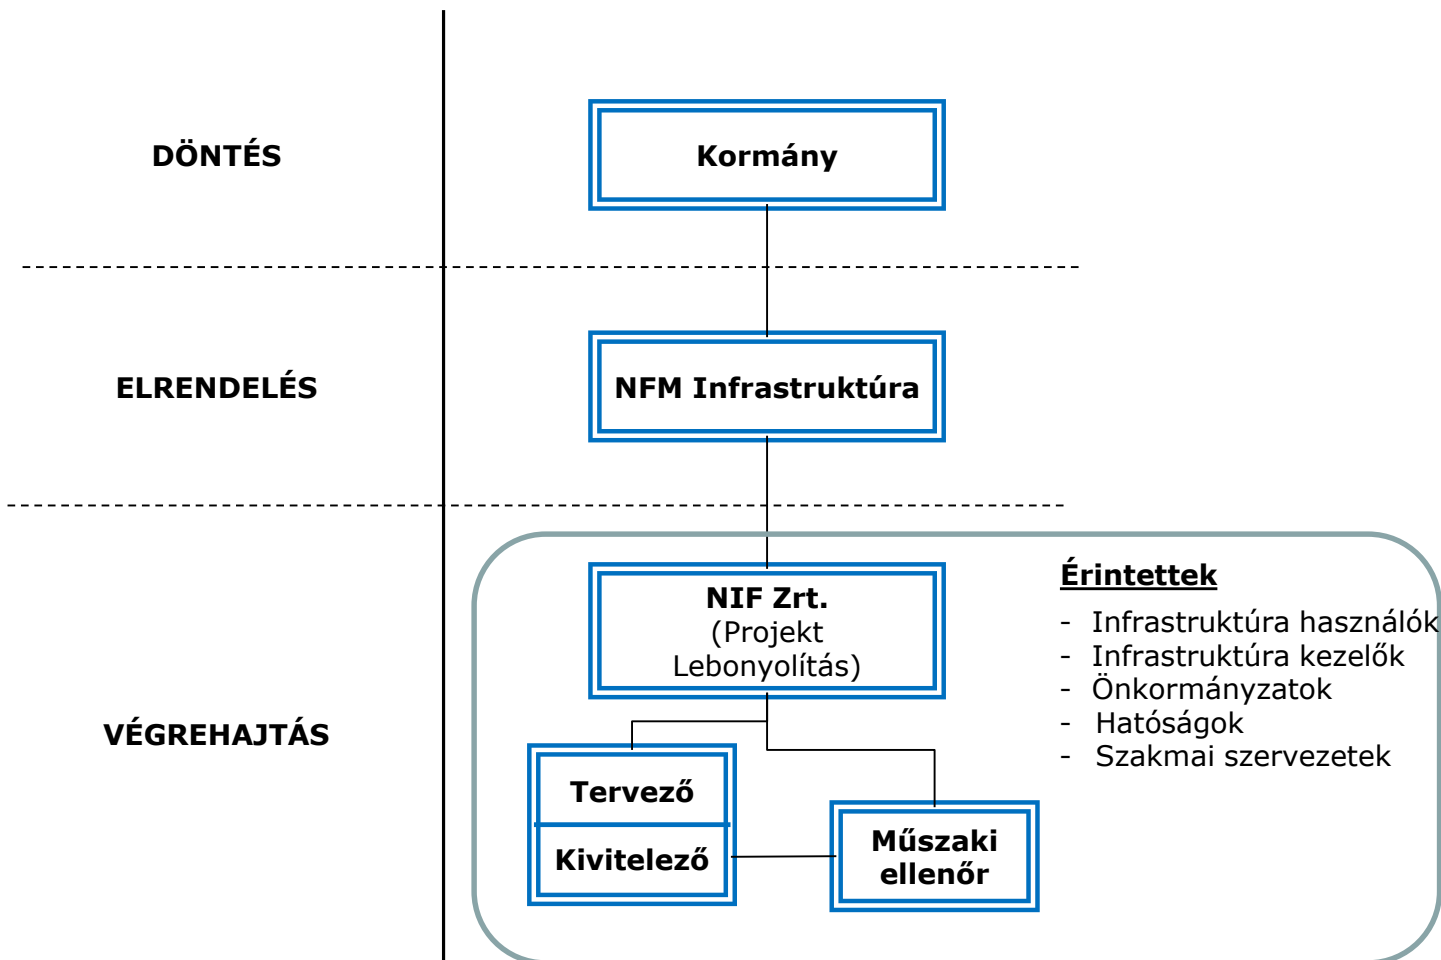 DÖNTÉS
Kormány
ELRENDELÉS
NFM Infrastruktúra
VÉGREHAJTÁS
NIF Zrt.
(Projekt
Lebonyolítás)
Tervező
Kivitelező
Műszaki
ellenőr
Érintettek
- Infrastruktúra használók
- Infrastruktúra kezelők
- Önkormányzatok
- Hatóságok
- Szakmai szervezetek